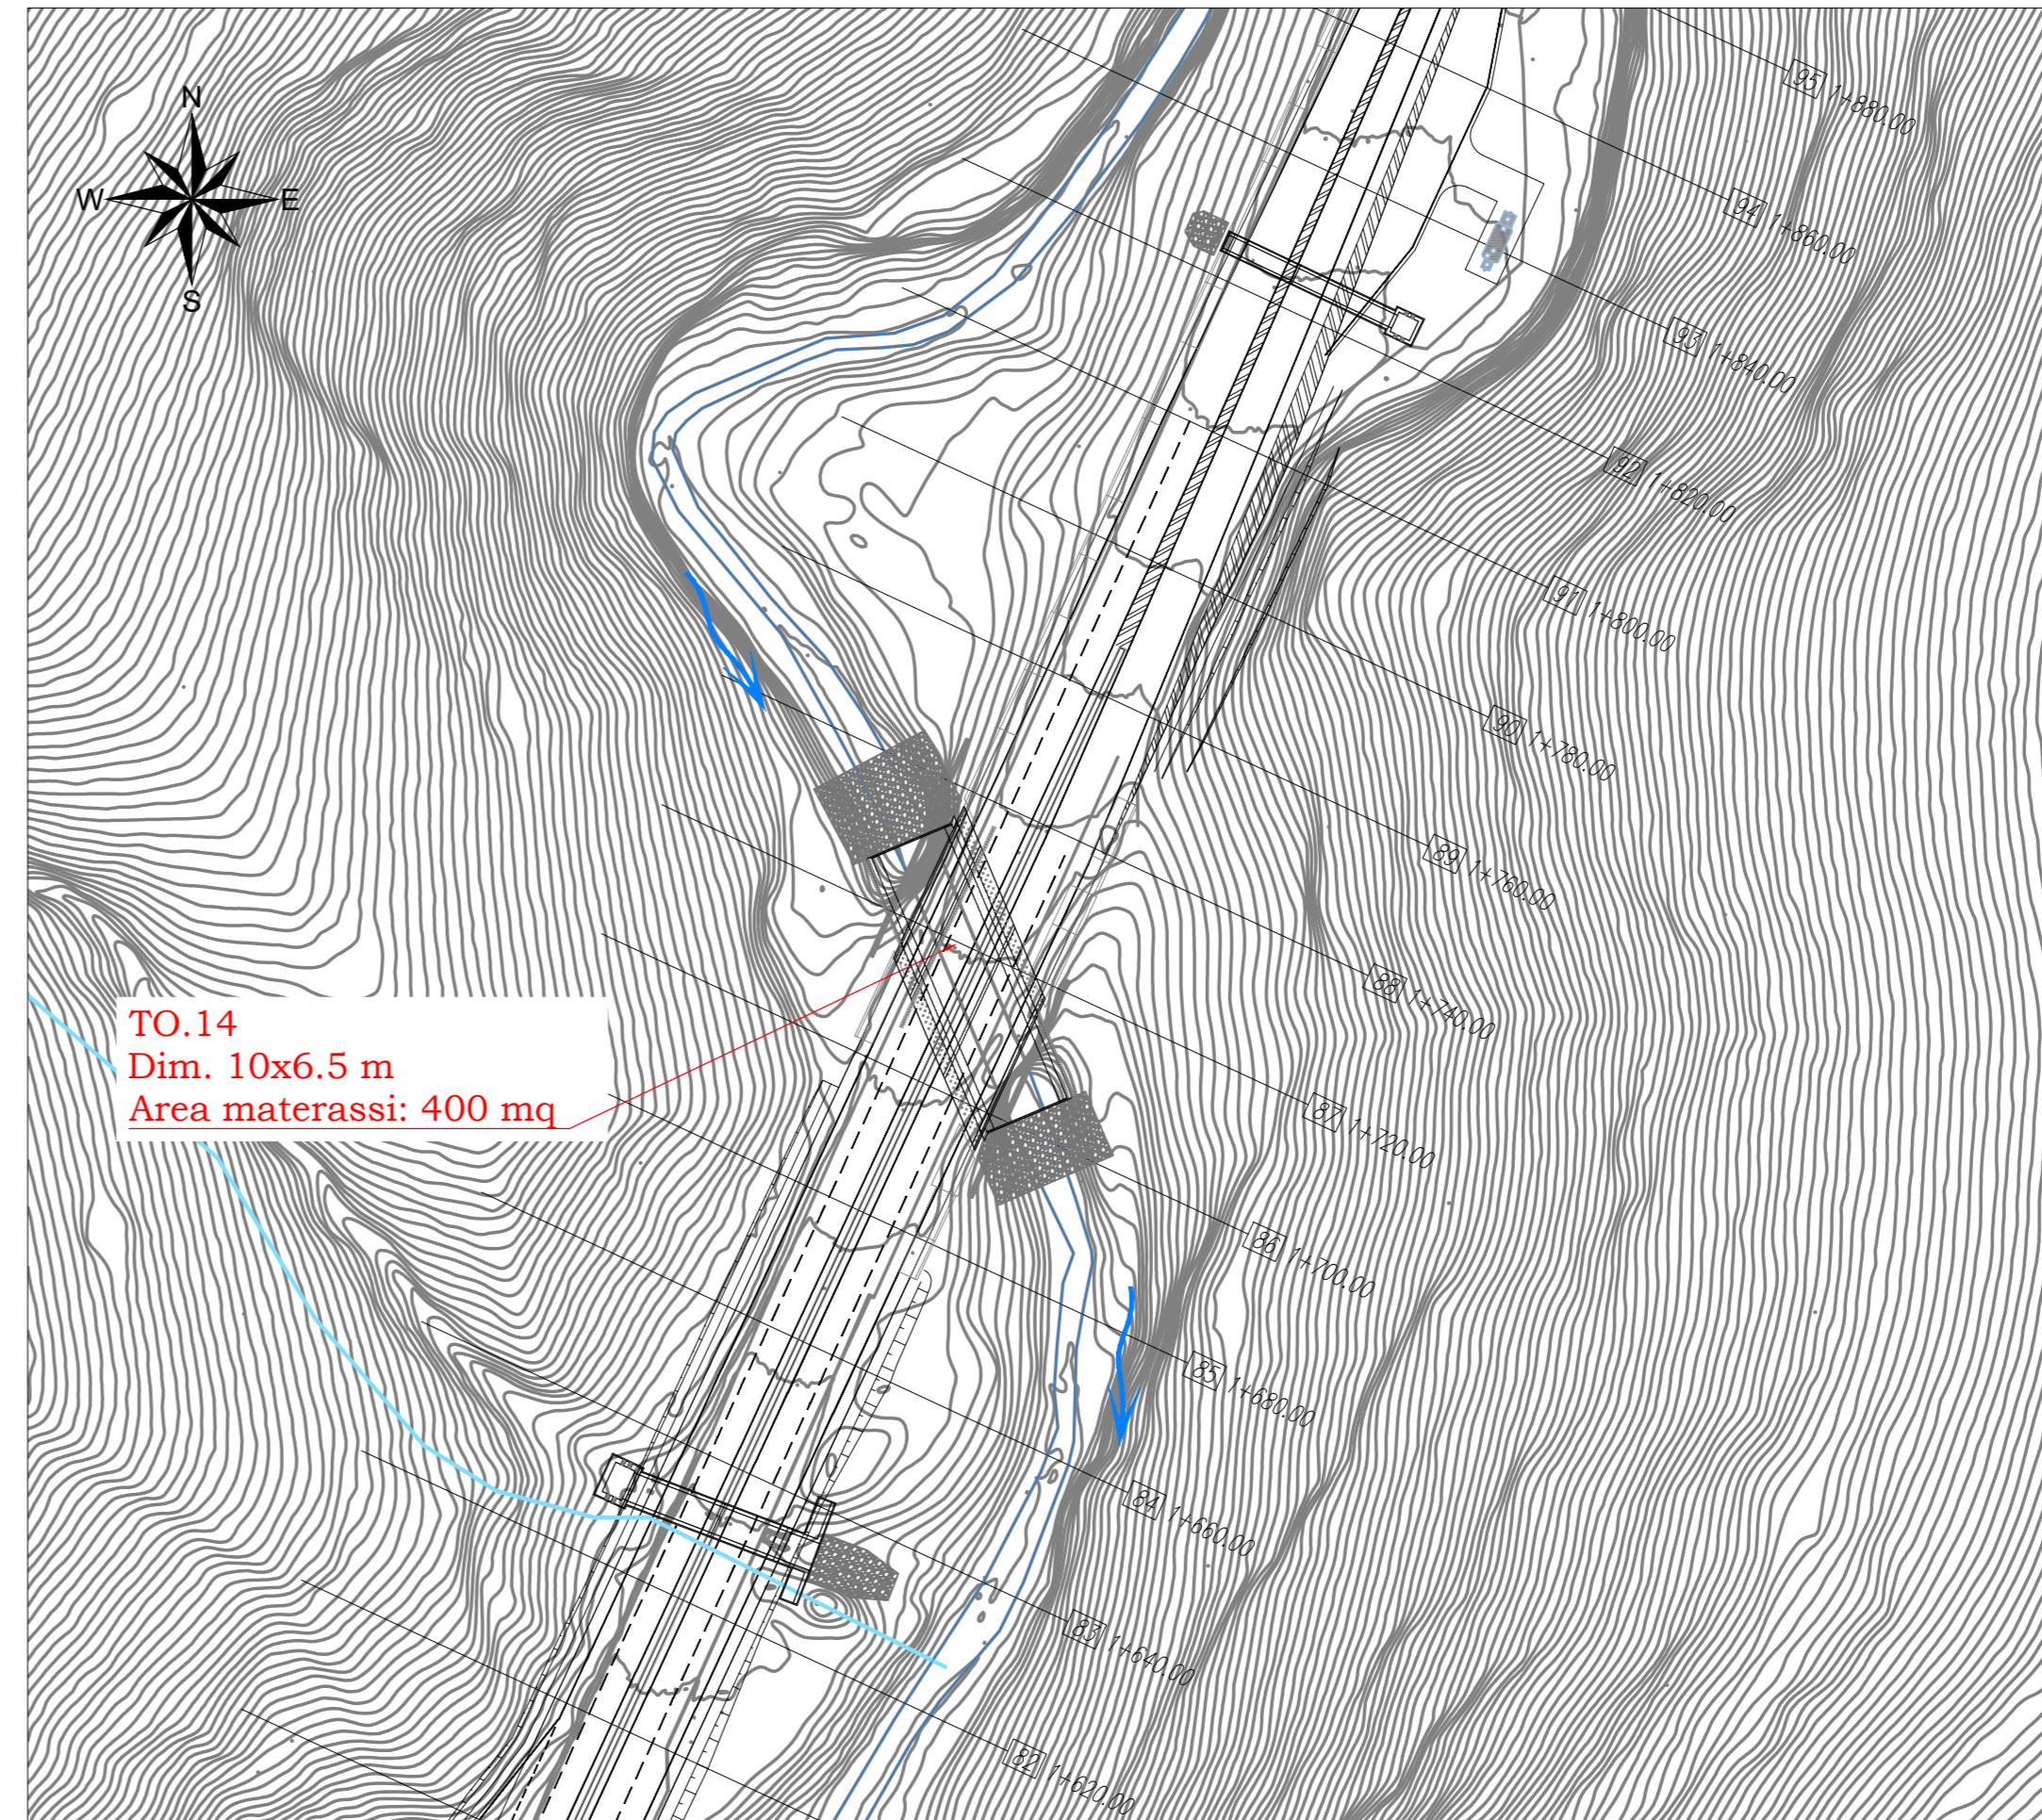 N
W
E
S
95 1+880.00
94 1+860.00
93 1+840.00
92 1+820.00
91 1+800.00
90 1+780.00
89 1+760.00
88 1+740.00
TO.14
Dim. 10x6.5 m
Area materassi: 400 mq
87 1+720.00
86 1+700.00
85 1+680.00
84 1+660.00
83 1+640.00
82 1+620.00